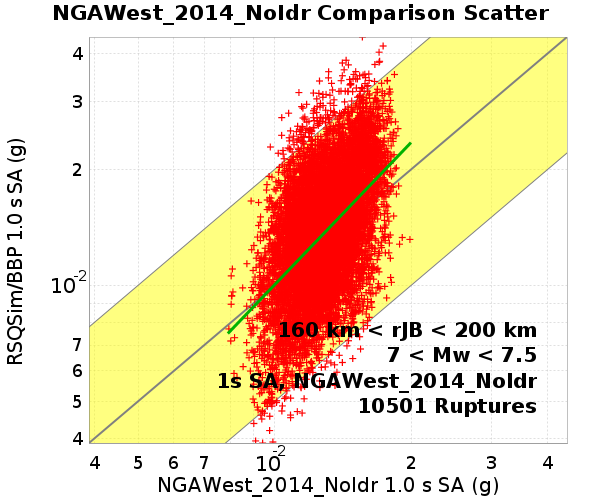 NGAWest_2014_NoIdr Comparison Scatter
RSQSim/BBP 1.0 s SA (g)
4
3
2
10-2
7
6
5
4
160 km < rJB < 200 km
7 < Mw < 7.5
1s SA, NGAWest_2014_NoIdr
10501 Ruptures
4 5 6 7 10-2 2 3 4
NGAWest_2014_NoIdr 1.0 s SA (g)